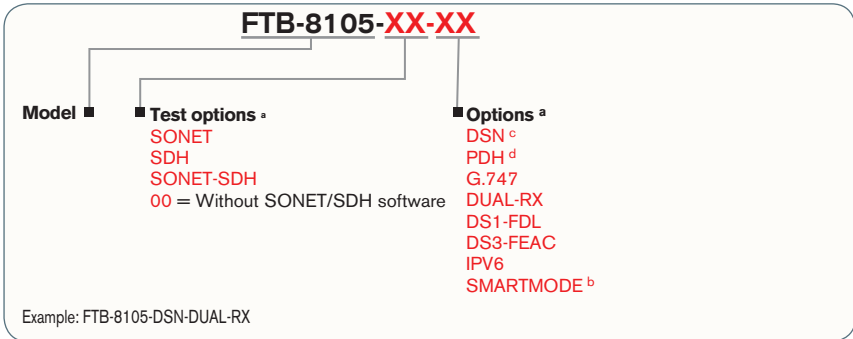 FTB-8105-XX-XX
Model
Test options a
SONET
SDH
SONET-SDH
00 = Without SONET/SDH software
Options a
DSN c
PDH d
G.747
DUAL-RX
DS1-FDL
DS3-FEAC
IPV6
SMARTMODE b
Example: FTB-8105-DSN-DUAL-RX